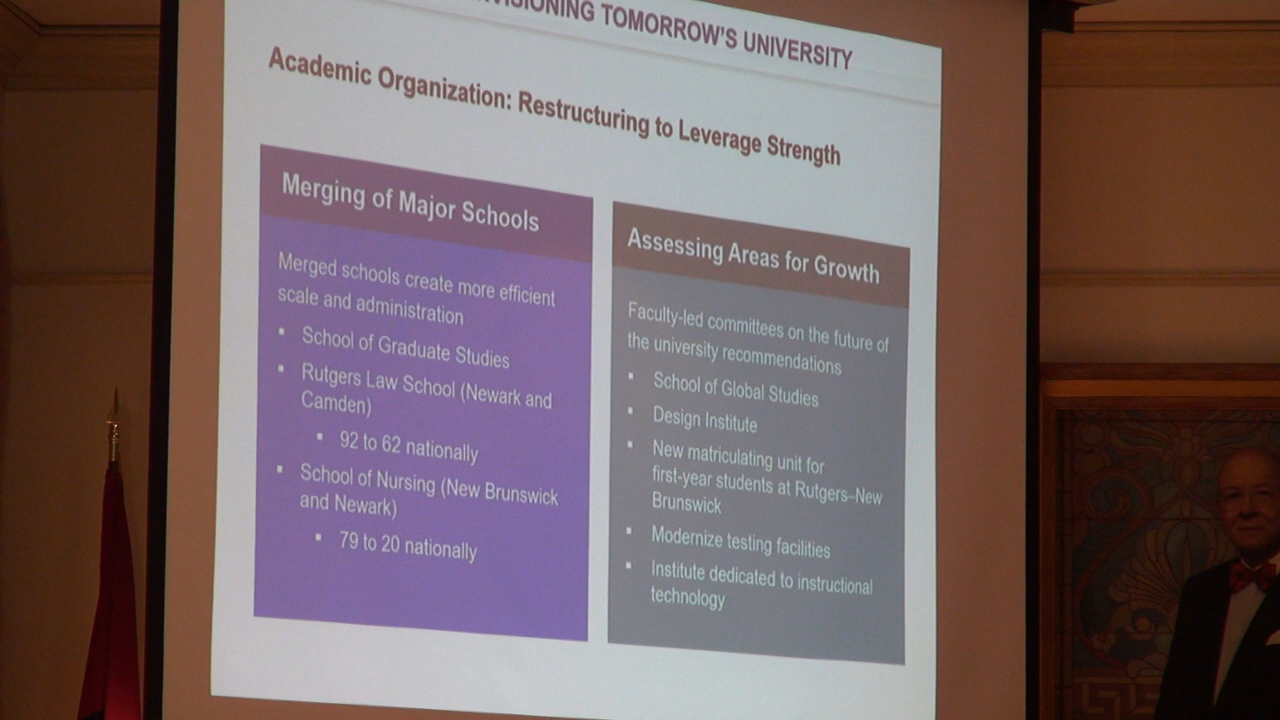 TOMORROW'S UNIVERSITY
Academic Organization: Restructuring to Leverage Strength
Merging of Major Schools
Merged schools create more efficient
scale and administration
▪ School of Graduate Studies
▪ Rutgers Law School (Newark and
Camden)
▪ 92 to 62 nationally
▪ School of Nursing (New Brunswick
and Newark)
▪ 79 to 20 nationally
Assessing Areas for Growth
Faculty-led committees on the future of
the university recommendations
▪ School of Global Studies
▪ Design Institute
▪ New matriculating unit for
first-year students at Rutgers–New
Brunswick
▪ Modernize testing facilities
▪ Institute dedicated to instructional
technology